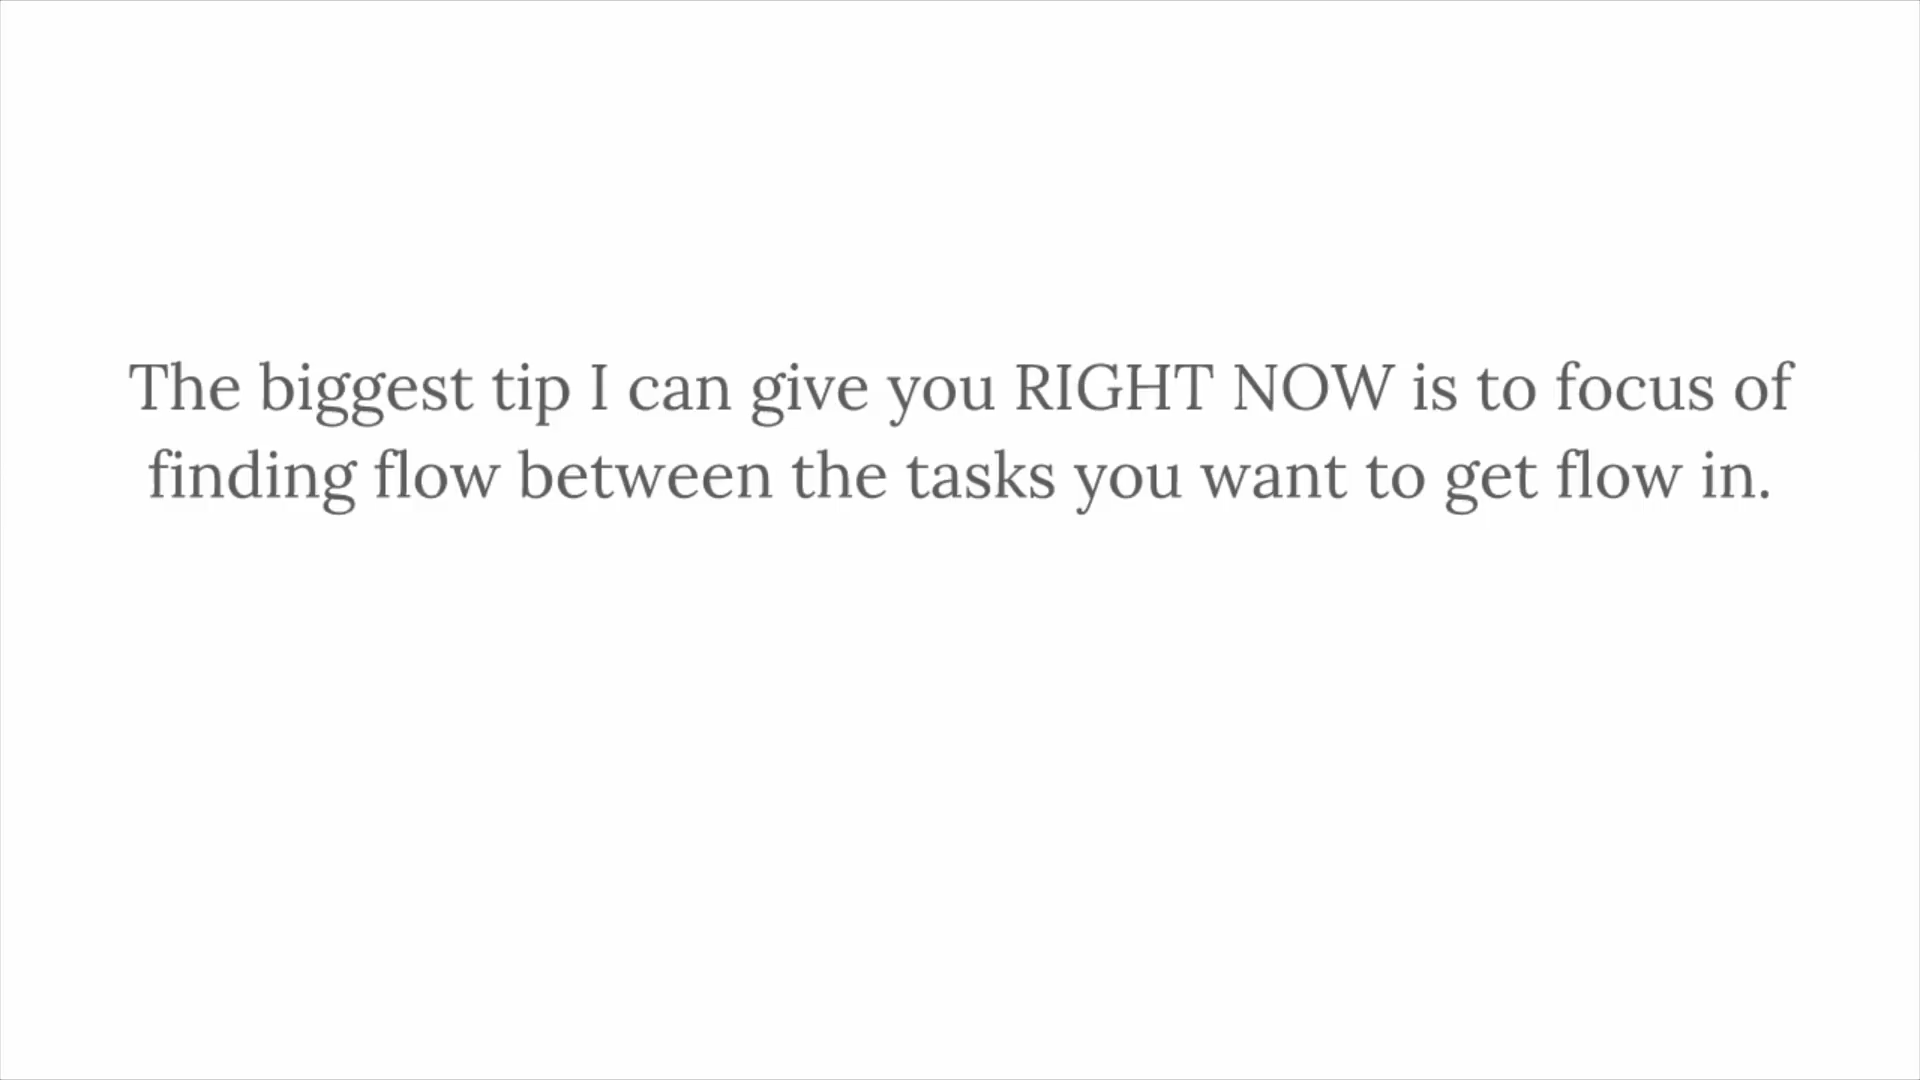 The biggest tip I can give you RIGHT NOW is to focus of
finding flow between the tasks you want to get flow in.